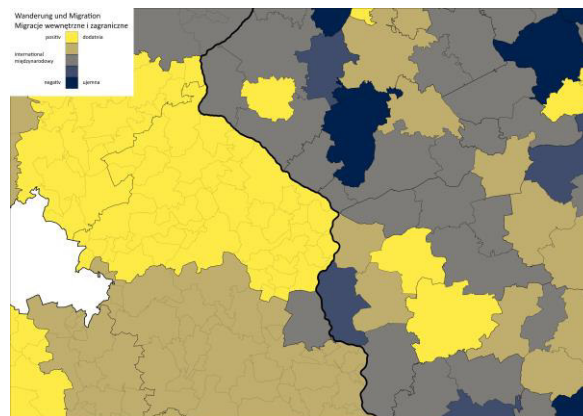 Wanderung und Migration
Migracje wewnętrzne i zagraniczne
positiv dodatnia
international
międzynarodowy
negativ ujemna